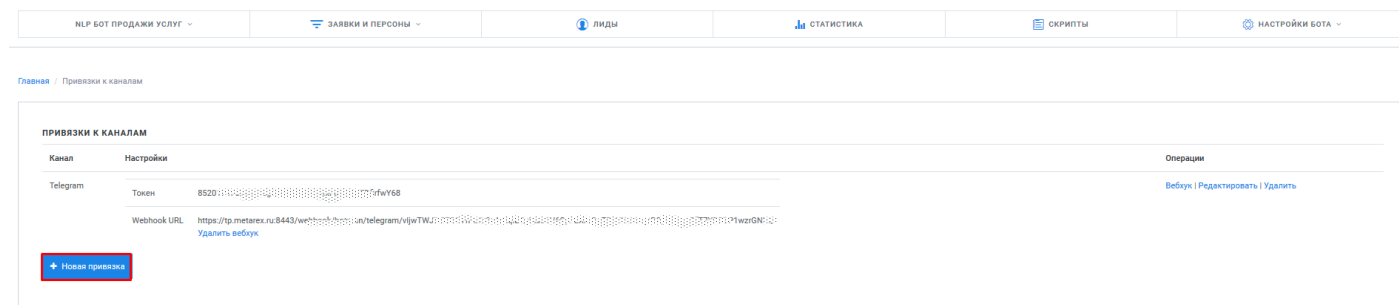 NLP БОТ ПРОДАЖИ УСЛУГ ЗАЯВКИ И ПЕРСОНЫ ЛИДЫ СТАТИСТИКА СКРИПТЫ НАСТРОЙКИ БОТА
Главная / Привязки к каналам
ПРИВЯЗКИ К КАНАЛАМ
Канал Настройки Операции
Telegram Вебхук | Редактировать | Удалить
Токен
Webhook URL
Удалить вебхук
+ Новая привязка